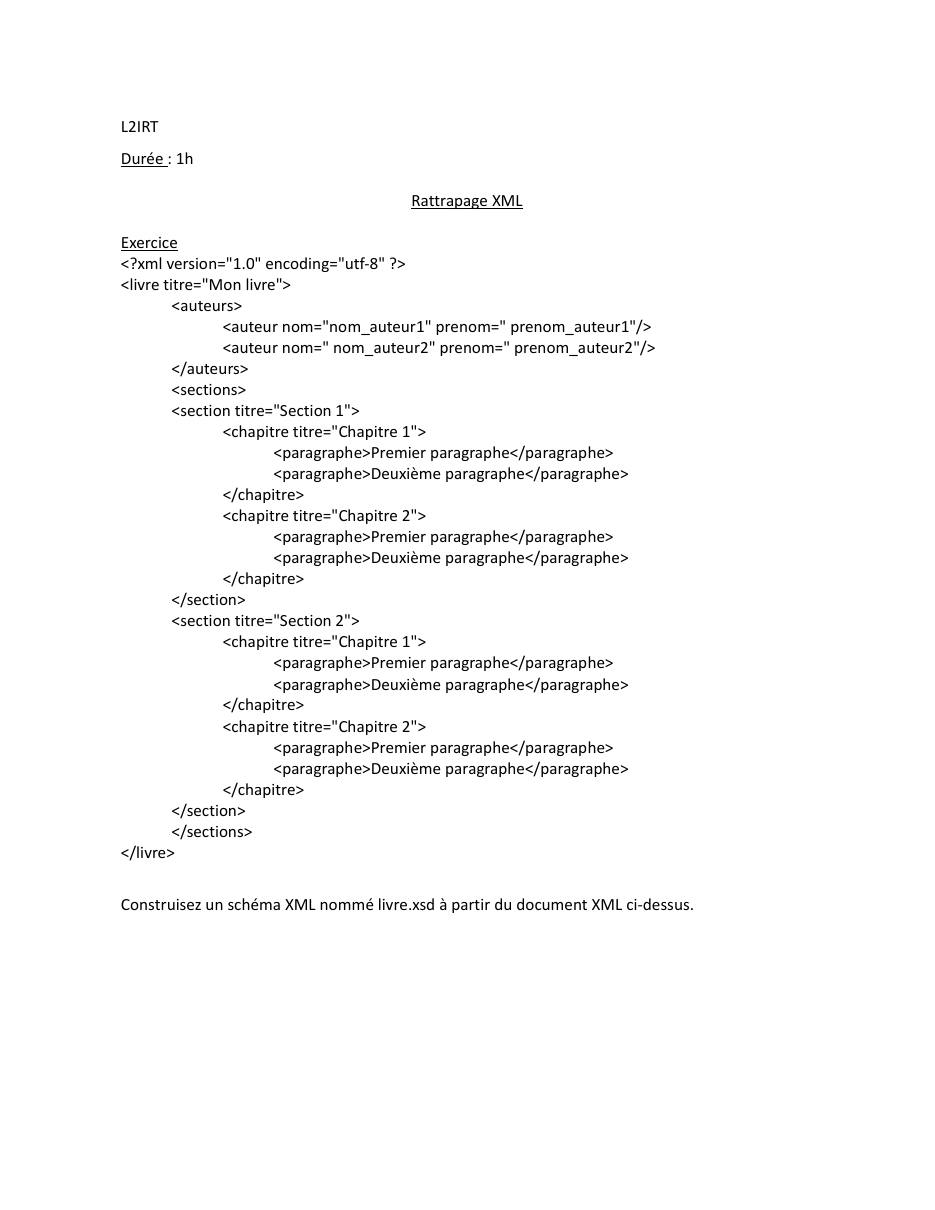 L2IRT
Durée : 1h
Rattrapage XML
Exercice
<?xml version="1.0" encoding="utf-8" ?>
<livre titre="Mon livre">
<auteurs>
<auteur nom="nom_auteur1" prenom=" prenom_auteur1"/>
<auteur nom=" nom_auteur2" prenom=" prenom_auteur2"/>
</auteurs>
<sections>
<section titre="Section 1">
<chapitre titre="Chapitre 1">
<paragraphe>Premier paragraphe</paragraphe>
<paragraphe>Deuxième paragraphe</paragraphe>
</chapitre>
<chapitre titre="Chapitre 2">
<paragraphe>Premier paragraphe</paragraphe>
<paragraphe>Deuxième paragraphe</paragraphe>
</chapitre>
</section>
<section titre="Section 2">
<chapitre titre="Chapitre 1">
<paragraphe>Premier paragraphe</paragraphe>
<paragraphe>Deuxième paragraphe</paragraphe>
</chapitre>
<chapitre titre="Chapitre 2">
<paragraphe>Premier paragraphe</paragraphe>
<paragraphe>Deuxième paragraphe</paragraphe>
</chapitre>
</section>
</sections>
</livre>
Construisez un schéma XML nommé livre.xsd à partir du document XML ci-dessus.